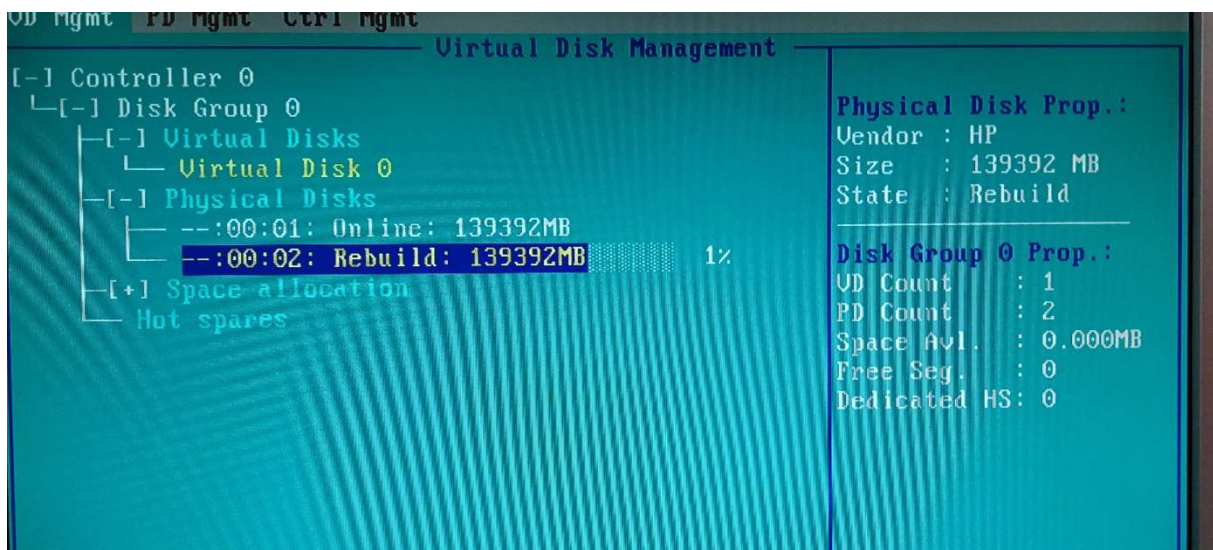 VD Mgmt PD Mgmt Ctrl Mgmt
Virtual Disk Management
[-] Controller 0
[-] Disk Group 0
[-] Virtual Disks
Virtual Disk 0
[-] Physical Disks
--:00:01: Online: 139392MB
--:00:02: Rebuild: 139392MB 1%
[+] Space allocation
Hot spares
Physical Disk Prop.:
Vendor : HP
Size : 139392 MB
State : Rebuild
Disk Group 0 Prop.:
VD Count : 1
PD Count : 2
Space Avl. : 0.000MB
Free Seg. : 0
Dedicated HS: 0